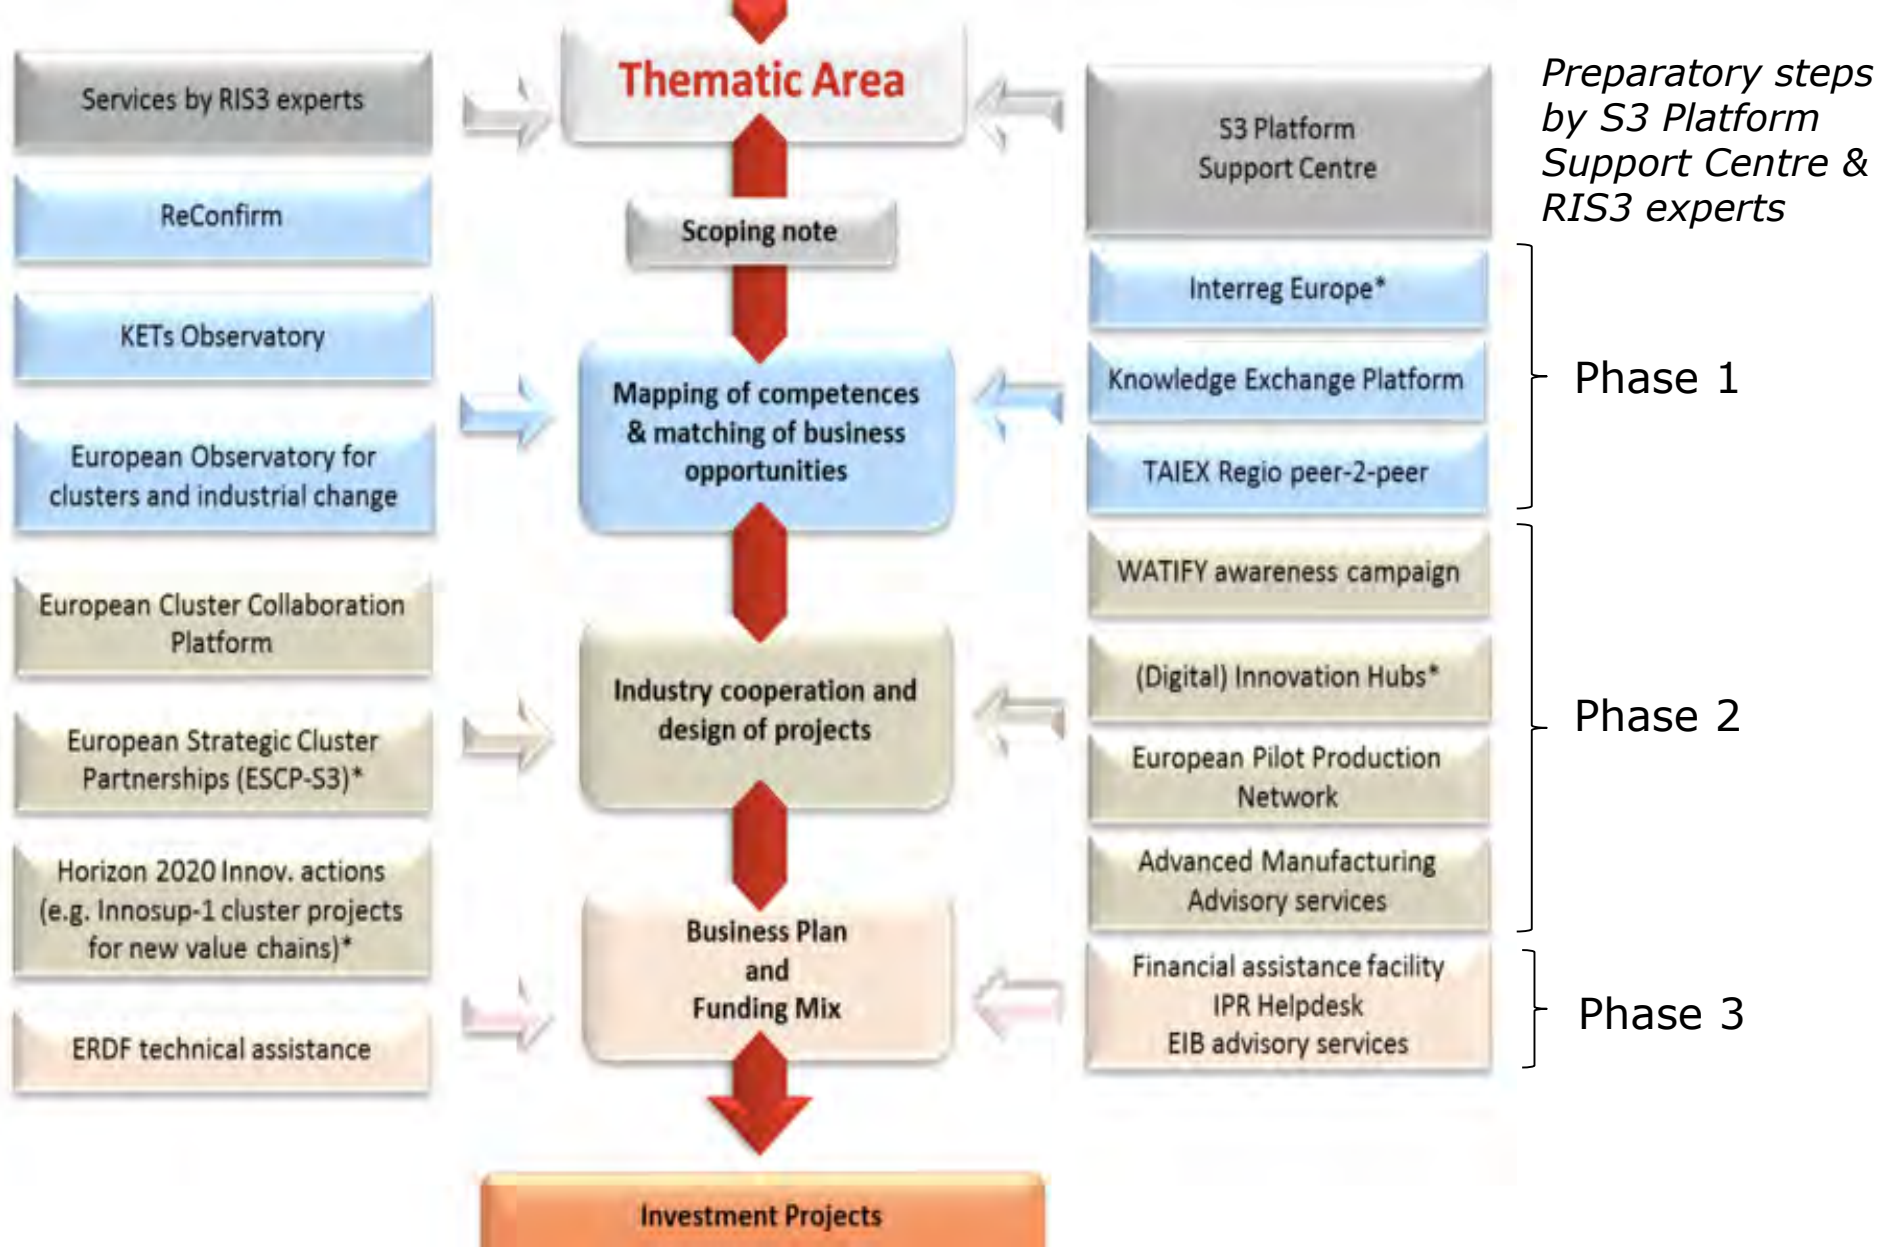 Services by RIS3 experts
ReConfirm
KETs Observatory
European Observatory for
clusters and industrial change
European Cluster Collaboration
Platform
European Strategic Cluster
Partnerships (ESCP-S3)*
Horizon 2020 Innov. actions
(e.g. Innosup-1 cluster projects
for new value chains)*
ERDF technical assistance
Thematic Area
Scoping note
Mapping of competences
& matching of business
opportunities
Industry cooperation and
design of projects
Business Plan
and
Funding Mix
Investment Projects
S3 Platform
Support Centre
Interreg Europe*
Knowledge Exchange Platform
TAIEX Regio peer-2-peer
WATIFY awareness campaign
(Digital) Innovation Hubs*
European Pilot Production
Network
Advanced Manufacturing
Advisory services
Financial assistance facility
IPR Helpdesk
EIB advisory services
Preparatory steps
by S3 Platform
Support Centre &
RIS3 experts
Phase 1
Phase 2
Phase 3